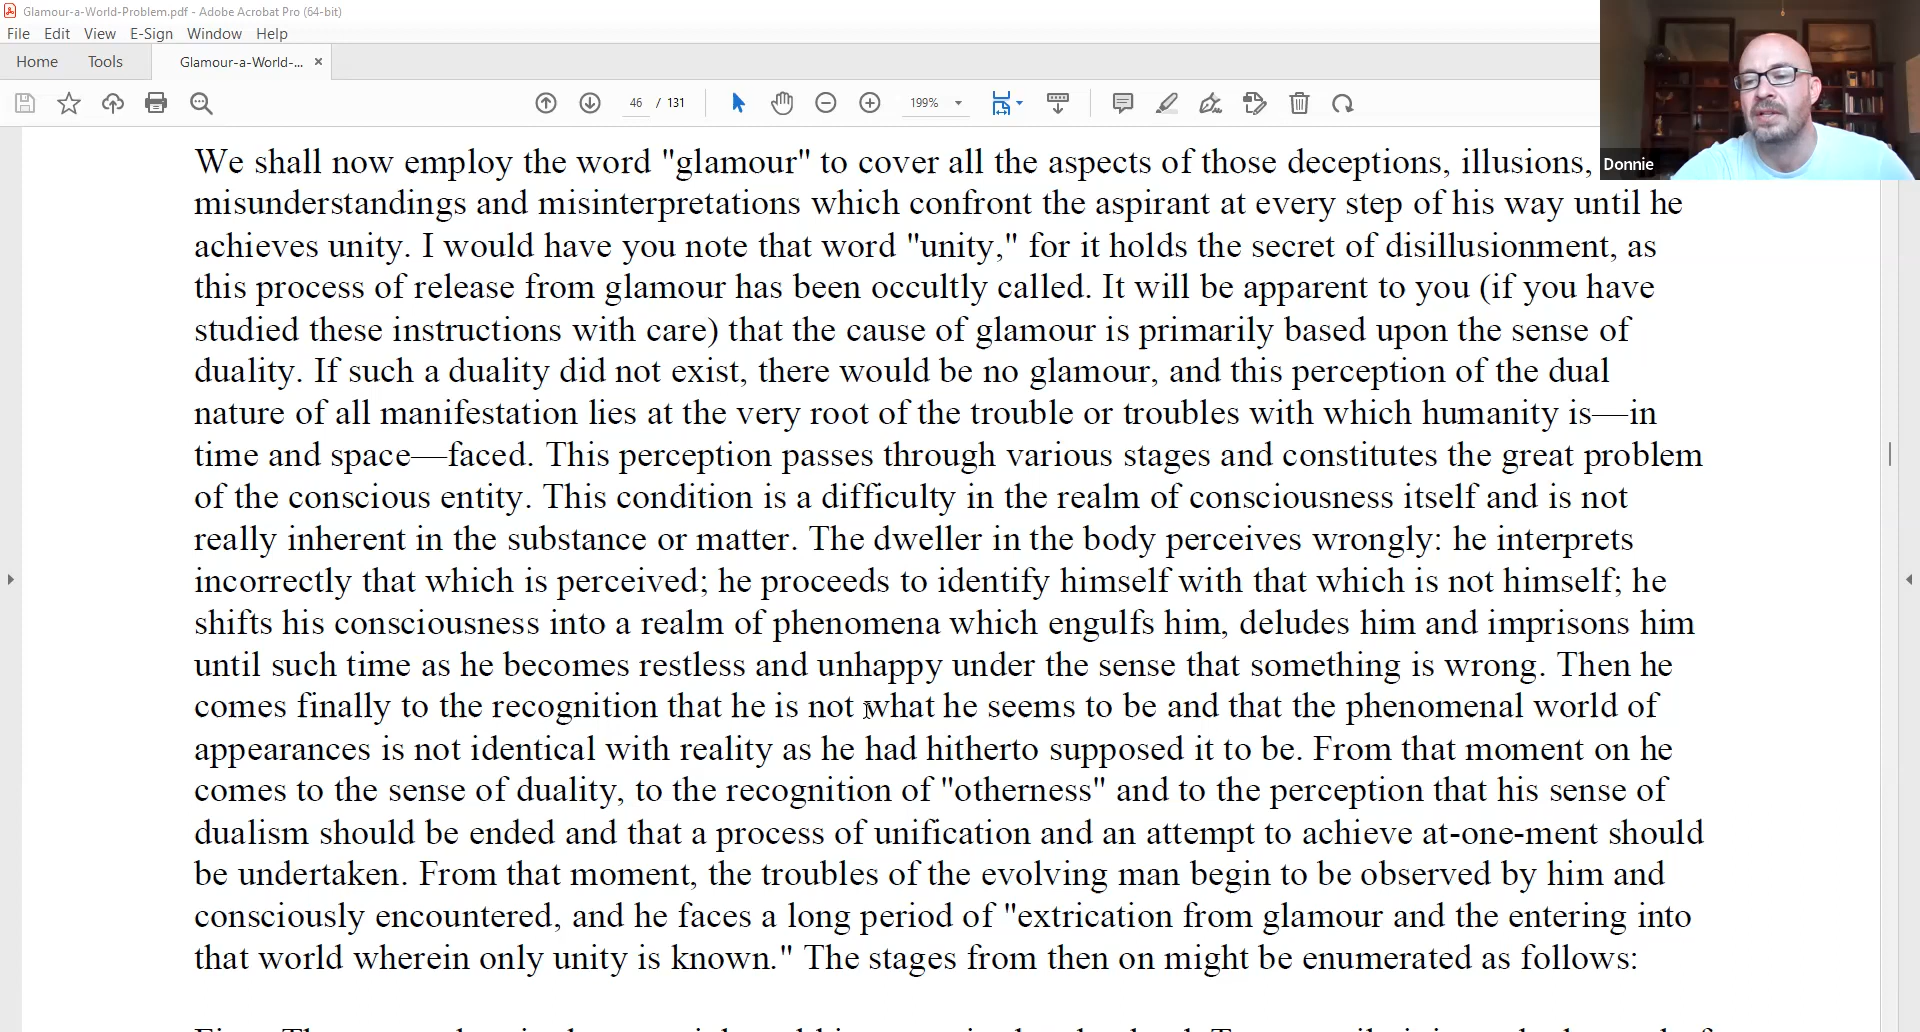 Glamour-a-World-Problem.pdf - Adobe Acrobat Pro (64-bit)
File Edit View E-Sign Window Help
Home Tools Glamour-a-World-... ×
46 / 131 199%
Donnie
We shall now employ the word "glamour" to cover all the aspects of those deceptions, illusions,
misunderstandings and misinterpretations which confront the aspirant at every step of his way until he
achieves unity. I would have you note that word "unity," for it holds the secret of disillusionment, as
this process of release from glamour has been occultly called. It will be apparent to you (if you have
studied these instructions with care) that the cause of glamour is primarily based upon the sense of
duality. If such a duality did not exist, there would be no glamour, and this perception of the dual
nature of all manifestation lies at the very root of the trouble or troubles with which humanity is—in
time and space—faced. This perception passes through various stages and constitutes the great problem
of the conscious entity. This condition is a difficulty in the realm of consciousness itself and is not
really inherent in the substance or matter. The dweller in the body perceives wrongly: he interprets
incorrectly that which is perceived; he proceeds to identify himself with that which is not himself; he
shifts his consciousness into a realm of phenomena which engulfs him, deludes him and imprisons him
until such time as he becomes restless and unhappy under the sense that something is wrong. Then he
comes finally to the recognition that he is not what he seems to be and that the phenomenal world of
appearances is not identical with reality as he had hitherto supposed it to be. From that moment on he
comes to the sense of duality, to the recognition of "otherness" and to the perception that his sense of
dualism should be ended and that a process of unification and an attempt to achieve at-one-ment should
be undertaken. From that moment, the troubles of the evolving man begin to be observed by him and
consciously encountered, and he faces a long period of "extrication from glamour and the entering into
that world wherein only unity is known." The stages from then on might be enumerated as follows: